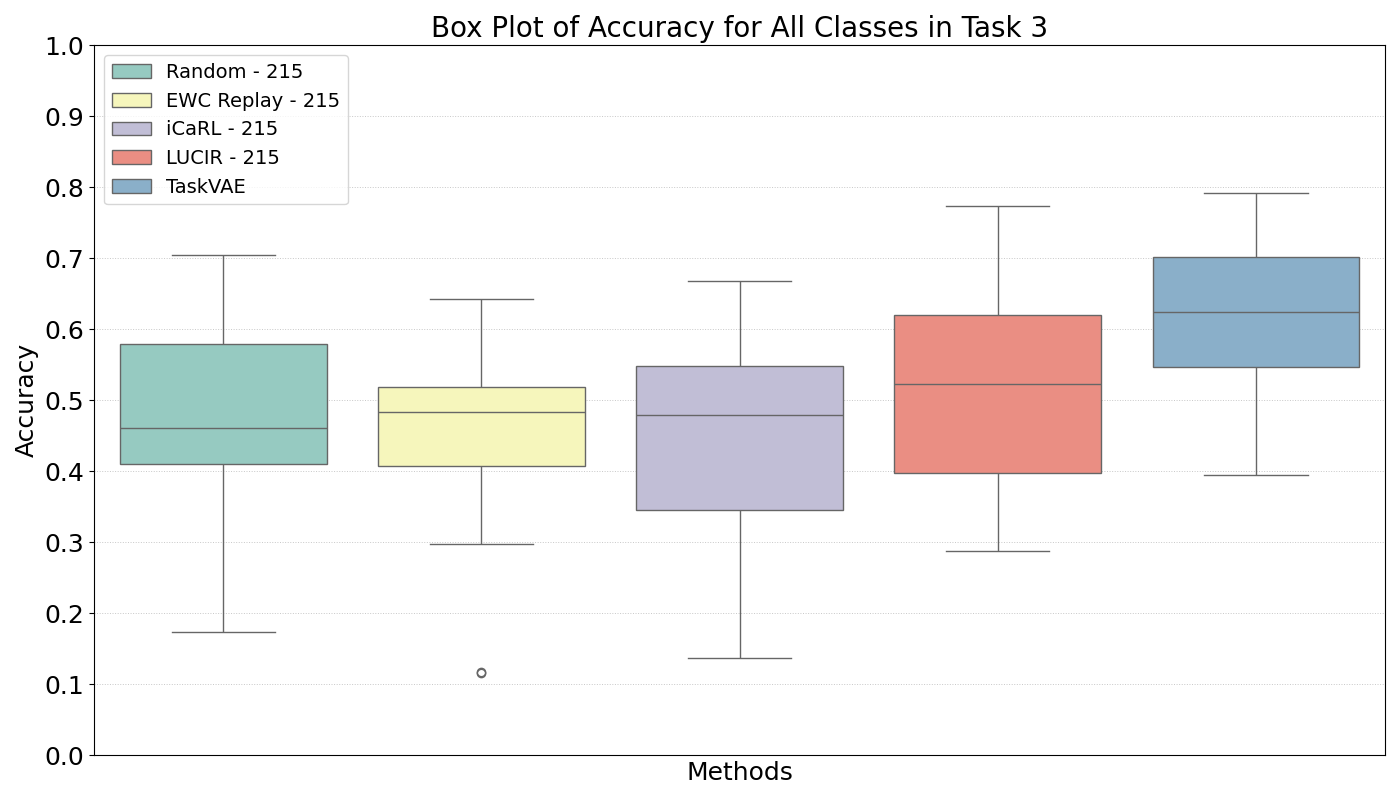 Box Plot of Accuracy for All Classes in Task 3
1.0
0.9
0.8
0.7
0.6
0.5
0.4
0.3
0.2
0.1
0.0
Accuracy
Random - 215
EWC Replay - 215
iCaRL - 215
LUCIR - 215
TaskVAE
Methods